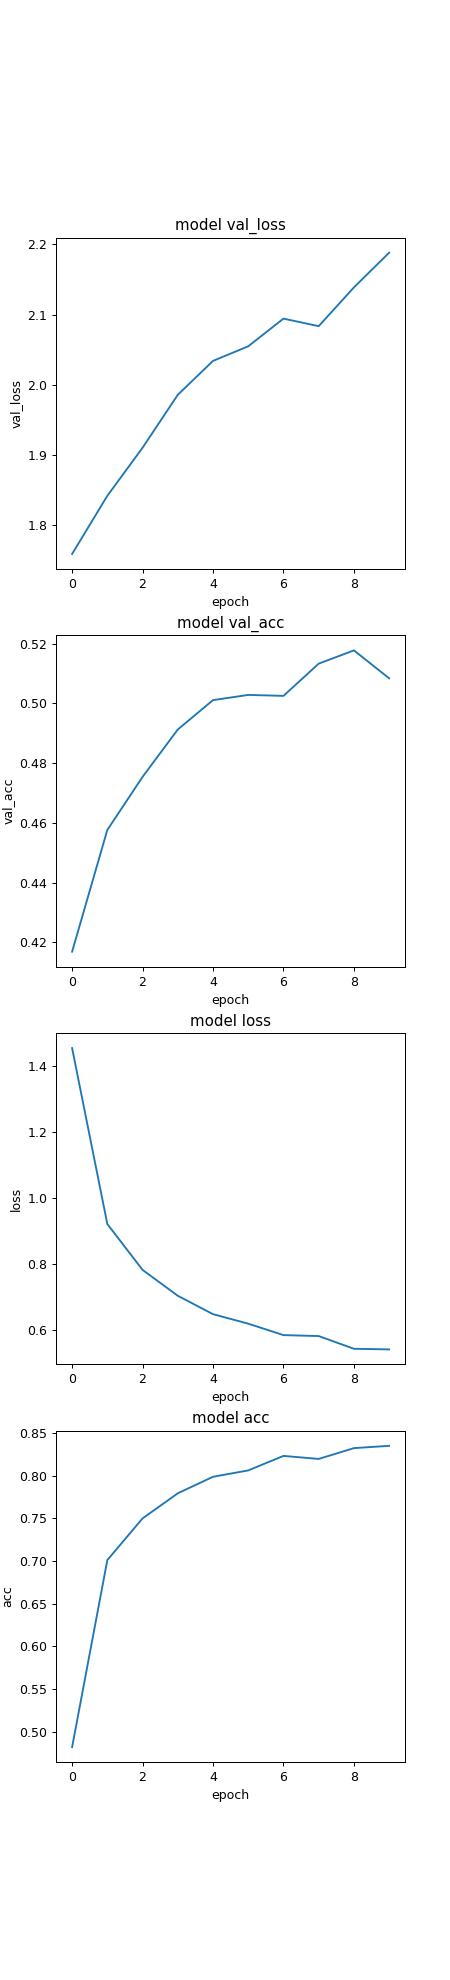 model val_loss
2.2
2.1
2.0
1.9
1.8
val_loss
0 2 4 6 8
epoch
model val_acc
0.52
0.50
0.48
0.46
0.44
0.42
val_acc
0 2 4 6 8
epoch
model loss
1.4
1.2
1.0
0.8
0.6
loss
0 2 4 6 8
epoch
model acc
0.85
0.80
0.75
0.70
0.65
0.60
0.55
0.50
acc
0 2 4 6 8
epoch